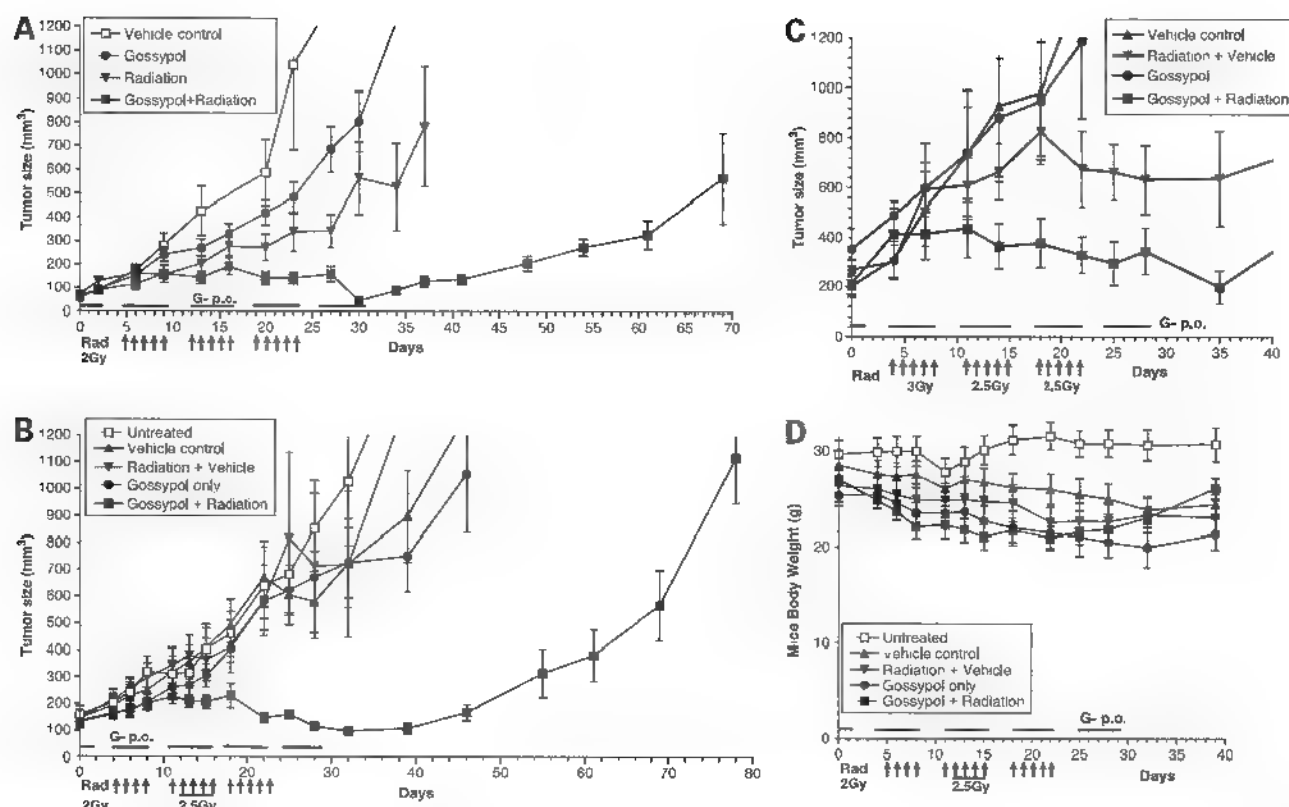 A
Vehicle control
Gossypol
Radiation
Gossypol+Radiation
Tumor size (mm³)
1200
1100
1000
900
800
700
600
500
400
300
200
100
0
G- p.o.
0 5 10 15 20 25 30 35 40 45 50 55 60 65 70
Rad
2Gy
Days
C
Vehicle control
Radiation + Vehicle
Gossypol
Gossypol + Radiation
Tumor size (mm³)
1200
1000
800
600
400
200
0
G- p.o.
0 5 10 15 20 25 30 35 40
Rad
3Gy
2.5Gy
2.5Gy
Days
B
Untreated
Vehicle control
Radiation + Vehicle
Gossypol only
Gossypol + Radiation
Tumor size (mm³)
1200
1100
1000
900
800
700
600
500
400
300
200
100
0
G- p.o.
0 10 20 30 40 50 60 70 80
Rad
2Gy
2.5Gy
Days
D
Mice Body Weight (g)
30
20
10
0
Untreated
Vehicle control
Radiation + Vehicle
Gossypol only
Gossypol + Radiation
G- p.o.
0 5 10 15 20 25 30 35 40
Rad
2Gy
2.5Gy
Days